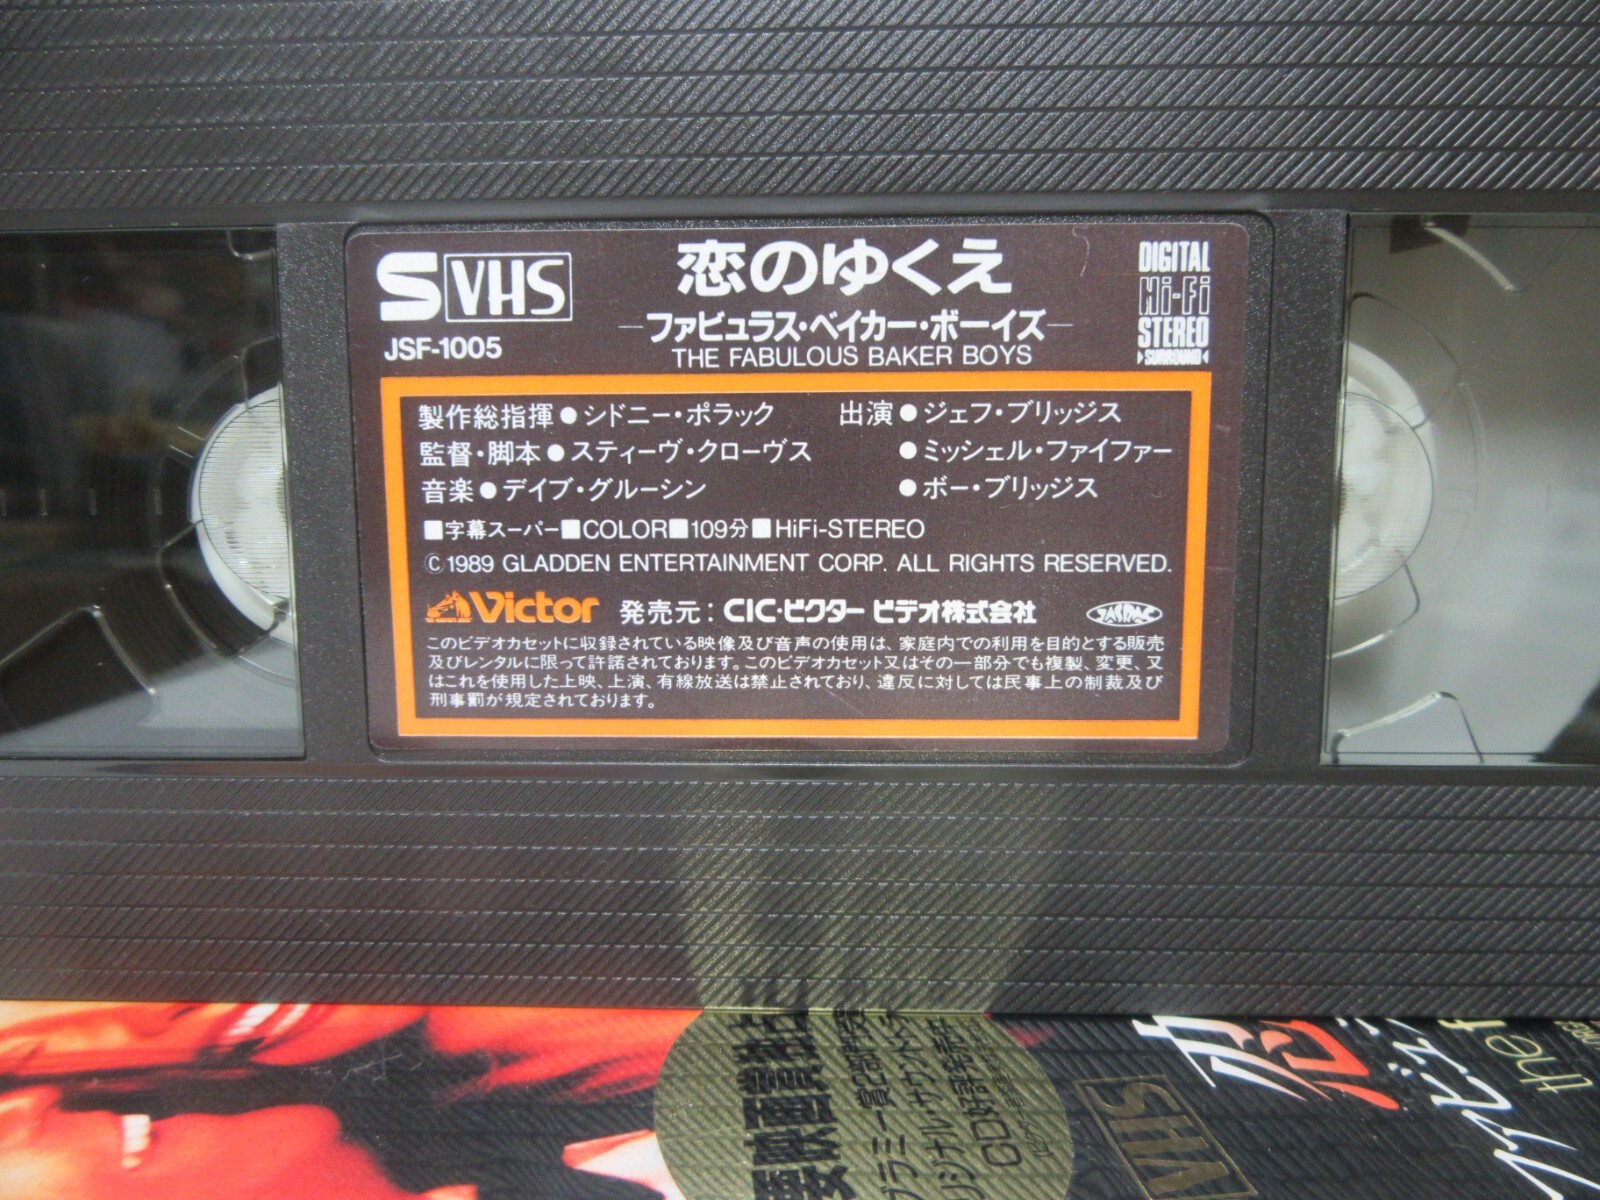 S VHS
JSF-1005
恋のゆくえ
―ファビュラス・ベイカー・ボーイズ―
THE FABULOUS BAKER BOYS
DIGITAL
Hi-Fi
STEREO
▶SURROUND◀
製作総指揮●シドニー・ポラック
監督・脚本●スティーヴ・クローヴス
音楽●デイブ・グルーシン
出演●ジェフ・ブリッジス
●ミッシェル・ファイファー
●ボー・ブリッジス
■字幕スーパー■COLOR■109分■HiFi-STEREO
Ⓒ1989 GLADDEN ENTERTAINMENT CORP. ALL RIGHTS RESERVED.
Victor 発売元：CIC・ビクター ビデオ株式会社
JASRAC
このビデオカセットに収録されている映像及び音声の使用は、家庭内での利用を目的とする販売
及びレンタルに限って許諾されております。このビデオカセット又はその一部分でも複製、変更、又
はこれを使用した上映、上演、有線放送は禁止されており、違反に対しては民事上の制裁及び
刑事罰が規定されております。
VHS
恋
the f